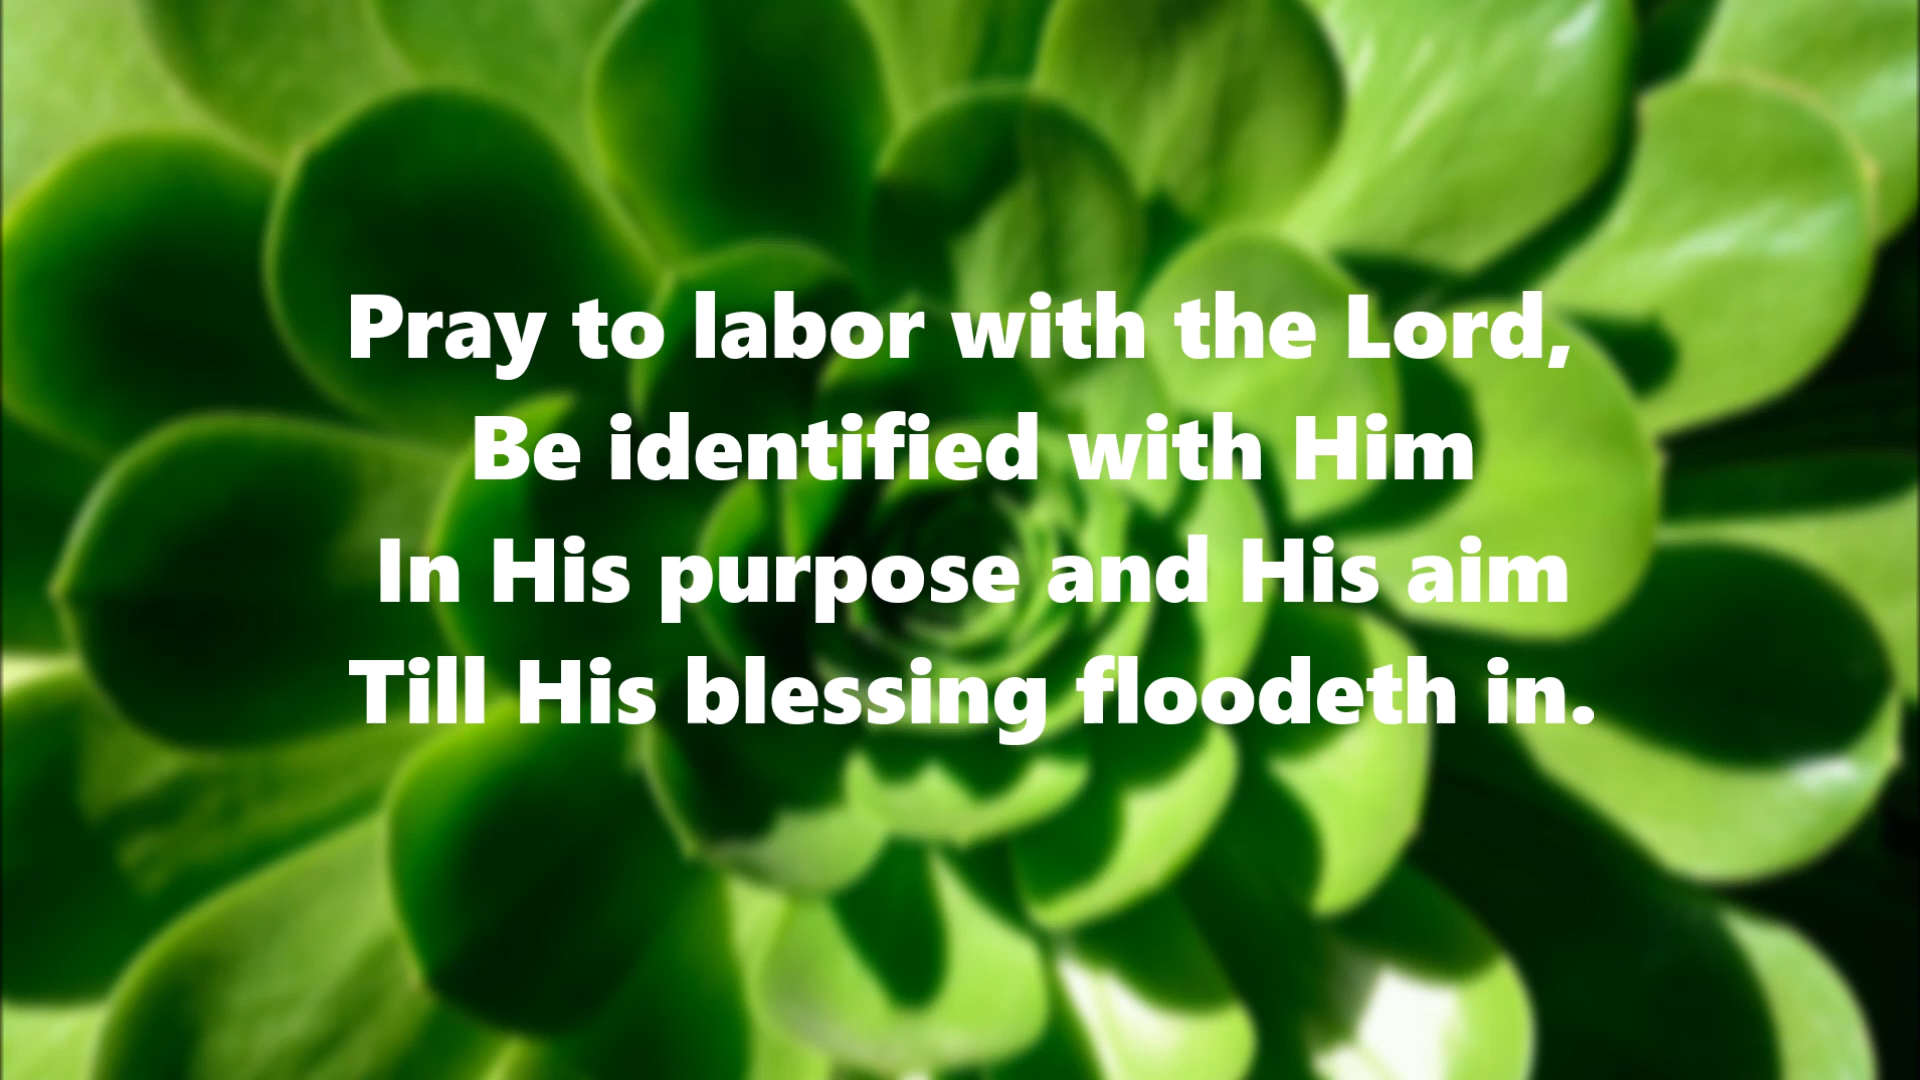 Pray to labor with the Lord,
Be identified with Him
In His purpose and His aim
Till His blessing floodeth in.